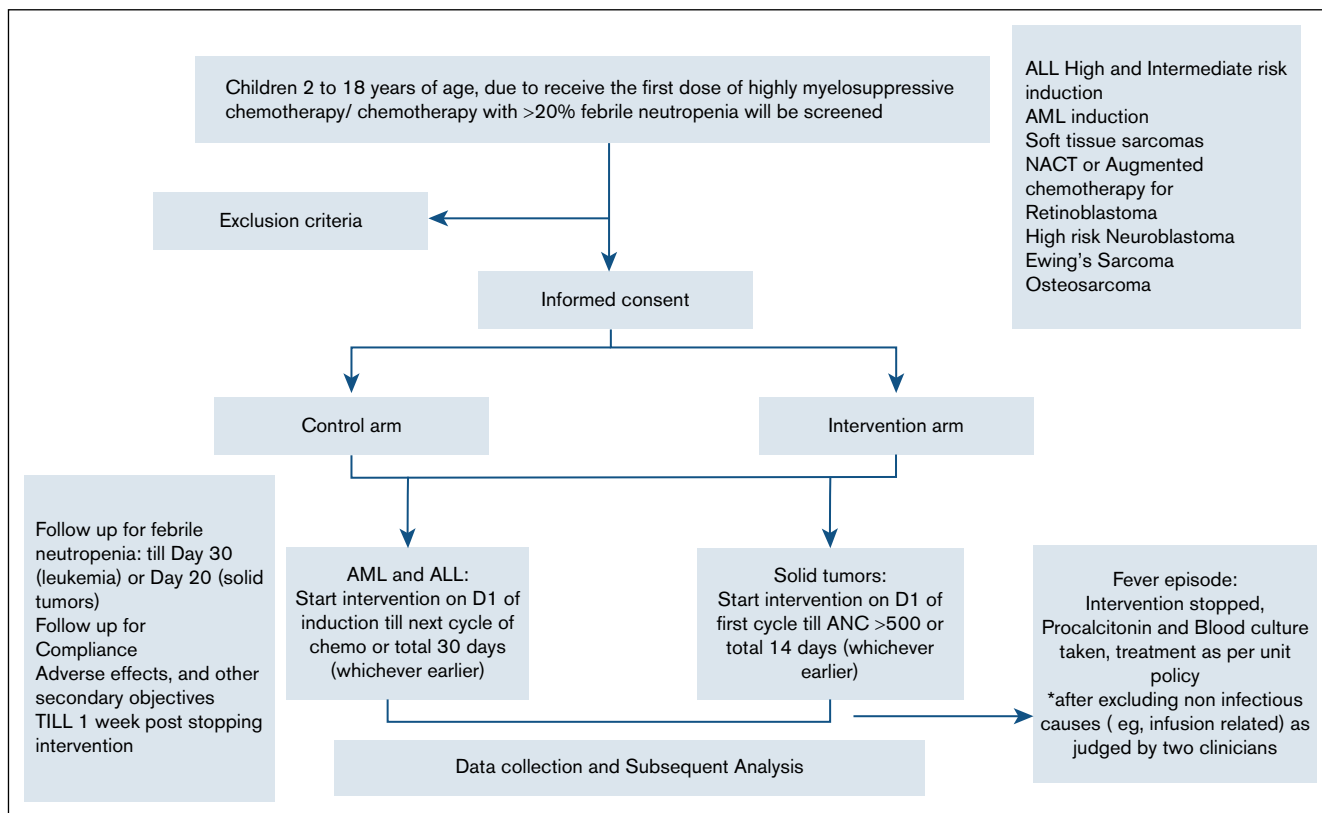 Children 2 to 18 years of age, due to receive the first dose of highly myelosuppressive
chemotherapy/ chemotherapy with >20% febrile neutropenia will be screened
ALL High and Intermediate risk
induction
AML induction
Soft tissue sarcomas
NACT or Augmented
chemotherapy for
Retinoblastoma
High risk Neuroblastoma
Ewing's Sarcoma
Osteosarcoma
Exclusion criteria
Informed consent
Control arm
Intervention arm
Follow up for febrile
neutropenia: till Day 30
(leukemia) or Day 20 (solid
tumors)
Follow up for
Compliance
Adverse effects, and other
secondary objectives
TILL 1 week post stopping
intervention
AML and ALL:
Start intervention on D1 of
induction till next cycle of
chemo or total 30 days
(whichever earlier)
Solid tumors:
Start intervention on D1 of
first cycle till ANC >500 or
total 14 days (whichever
earlier)
Fever episode:
Intervention stopped,
Procalcitonin and Blood culture
taken, treatment as per unit
policy
*after excluding non infectious
causes ( eg, infusion related) as
judged by two clinicians
Data collection and Subsequent Analysis